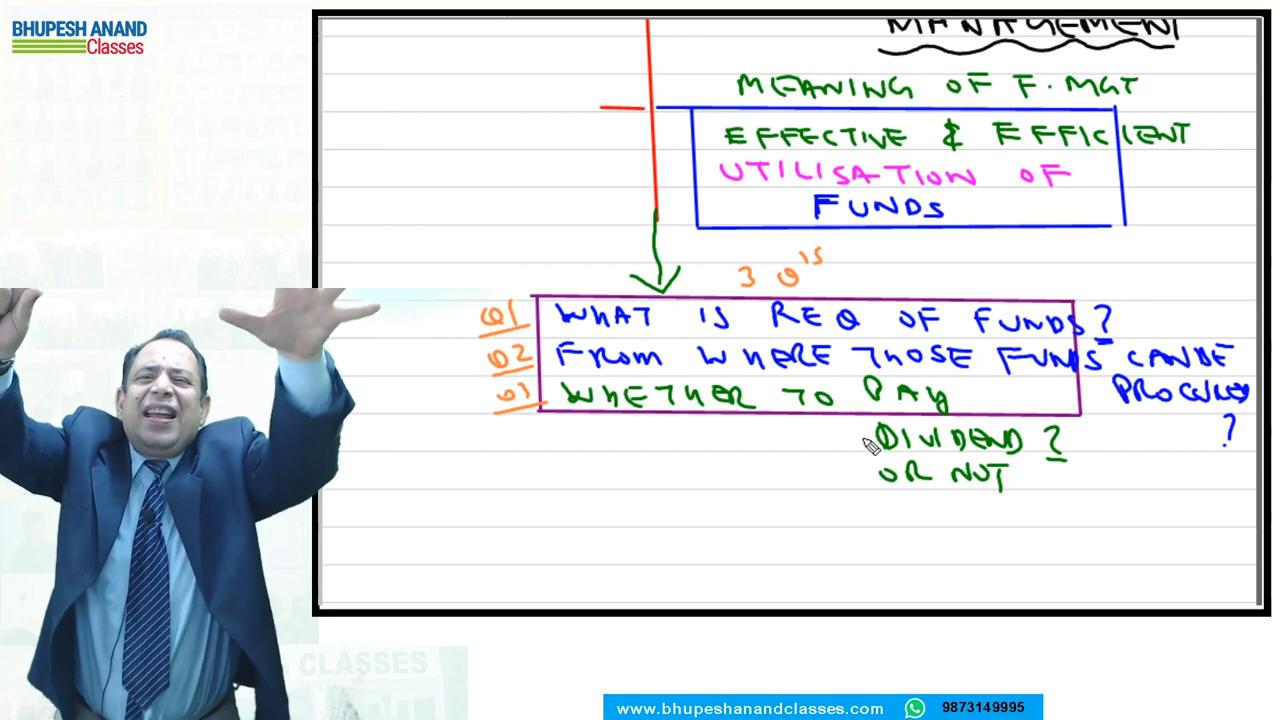 BHUPESH ANAND
Classes
MANAGEMENT
MEANING OF F. MGT
EFFECTIVE & EFFICIENT
UTILISATION OF
FUNDS
3 Q'S
Q1 WHAT IS REQ OF FUNDS?
Q2 FROM WHERE THOSE FUNDS CAN BE
PROCURED
?
Q3 WHETHER TO PAY
DIVIDEND ?
OR NOT
CLASSES
www.bhupeshanandclasses.com 9873149995